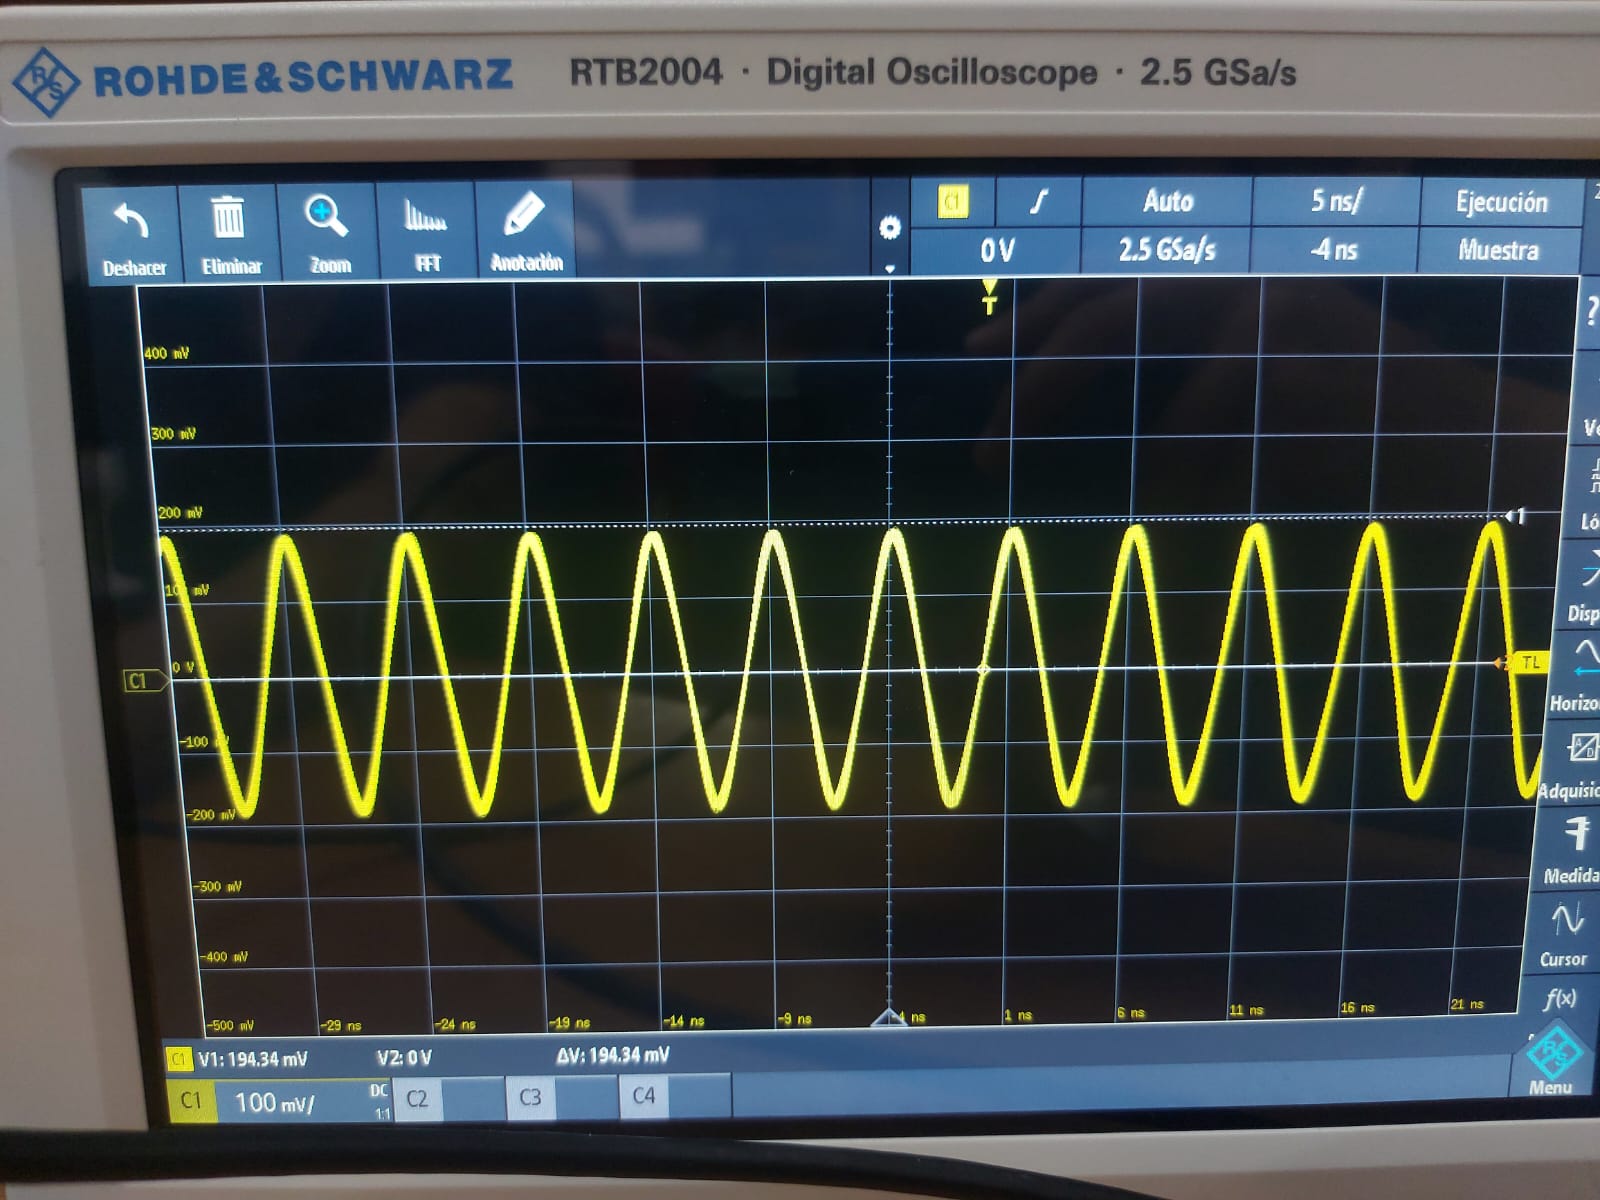 ROHDE&SCHWARZ RTB2004 · Digital Oscilloscope · 2.5 GSa/s
Deshacer Eliminar Zoom FFT Anotación
C1 Auto 5 ns/ Ejecución
0 V 2.5 GSa/s -4 ns Muestra
T
?
400 mV
300 mV
200 mV
1
100 mV
C1 0 V
TL
-100
-200 mV
-300 mV
-400 mV
-500 mV -29 ns -24 ns -19 ns -14 ns -9 ns -4 ns 1 ns 6 ns 11 ns 16 ns 21 ns
Ve
Ló
Disp
Horizo
A/D
Adquisic
Medida
Cursor
f(x)
Menu
C1 V1: 194.34 mV V2: 0 V ΔV: 194.34 mV
C1 100 mV/ DC 1:1 C2 C3 C4